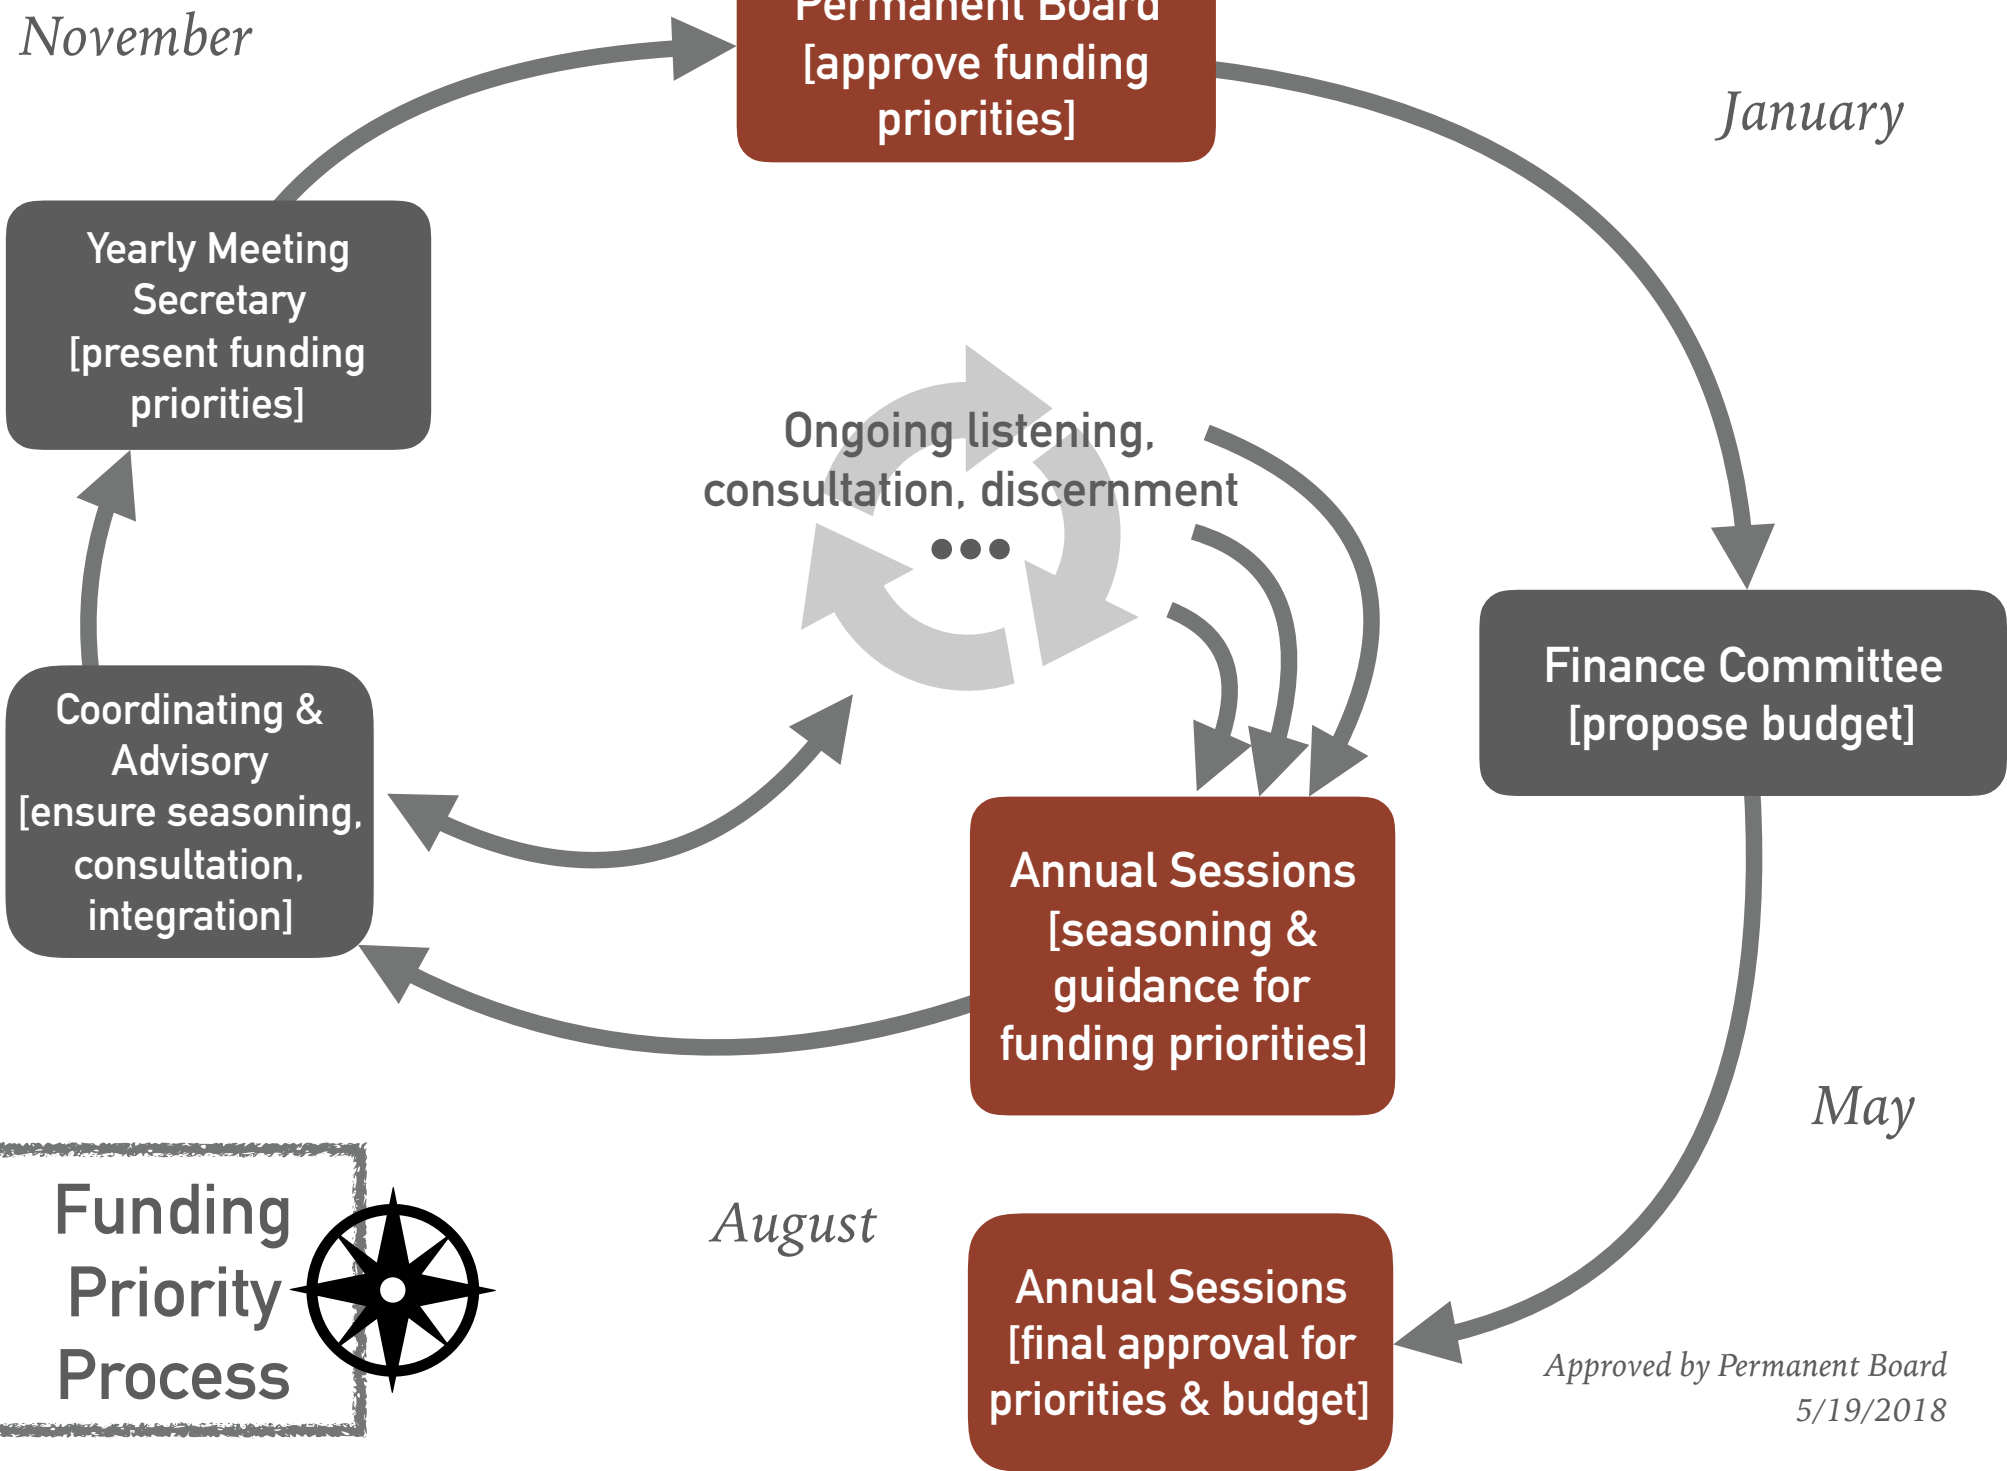 November
Permanent Board
[approve funding
priorities]
January
Yearly Meeting
Secretary
[present funding
priorities]
Ongoing listening,
consultation, discernment
•••
Finance Committee
[propose budget]
Coordinating &
Advisory
[ensure seasoning,
consultation,
integration]
Annual Sessions
[seasoning &
guidance for
funding priorities]
May
Funding
Priority
Process
August
Annual Sessions
[final approval for
priorities & budget]
Approved by Permanent Board
5/19/2018